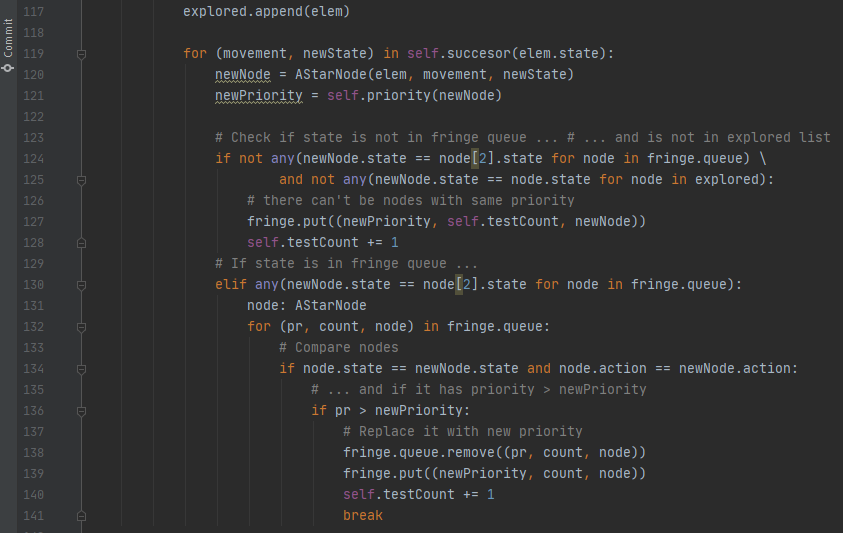 Commit
117 explored.append(elem)
118
119 for (movement, newState) in self.succesor(elem.state):
120 newNode = AStarNode(elem, movement, newState)
121 newPriority = self.priority(newNode)
122
123 # Check if state is not in fringe queue ... # ... and is not in explored list
124 if not any(newNode.state == node[2].state for node in fringe.queue) \
125 and not any(newNode.state == node.state for node in explored):
126 # there can't be nodes with same priority
127 fringe.put((newPriority, self.testCount, newNode))
128 self.testCount += 1
129 # If state is in fringe queue ...
130 elif any(newNode.state == node[2].state for node in fringe.queue):
131 node: AStarNode
132 for (pr, count, node) in fringe.queue:
133 # Compare nodes
134 if node.state == newNode.state and node.action == newNode.action:
135 # ... and if it has priority > newPriority
136 if pr > newPriority:
137 # Replace it with new priority
138 fringe.queue.remove((pr, count, node))
139 fringe.put((newPriority, count, node))
140 self.testCount += 1
141 break